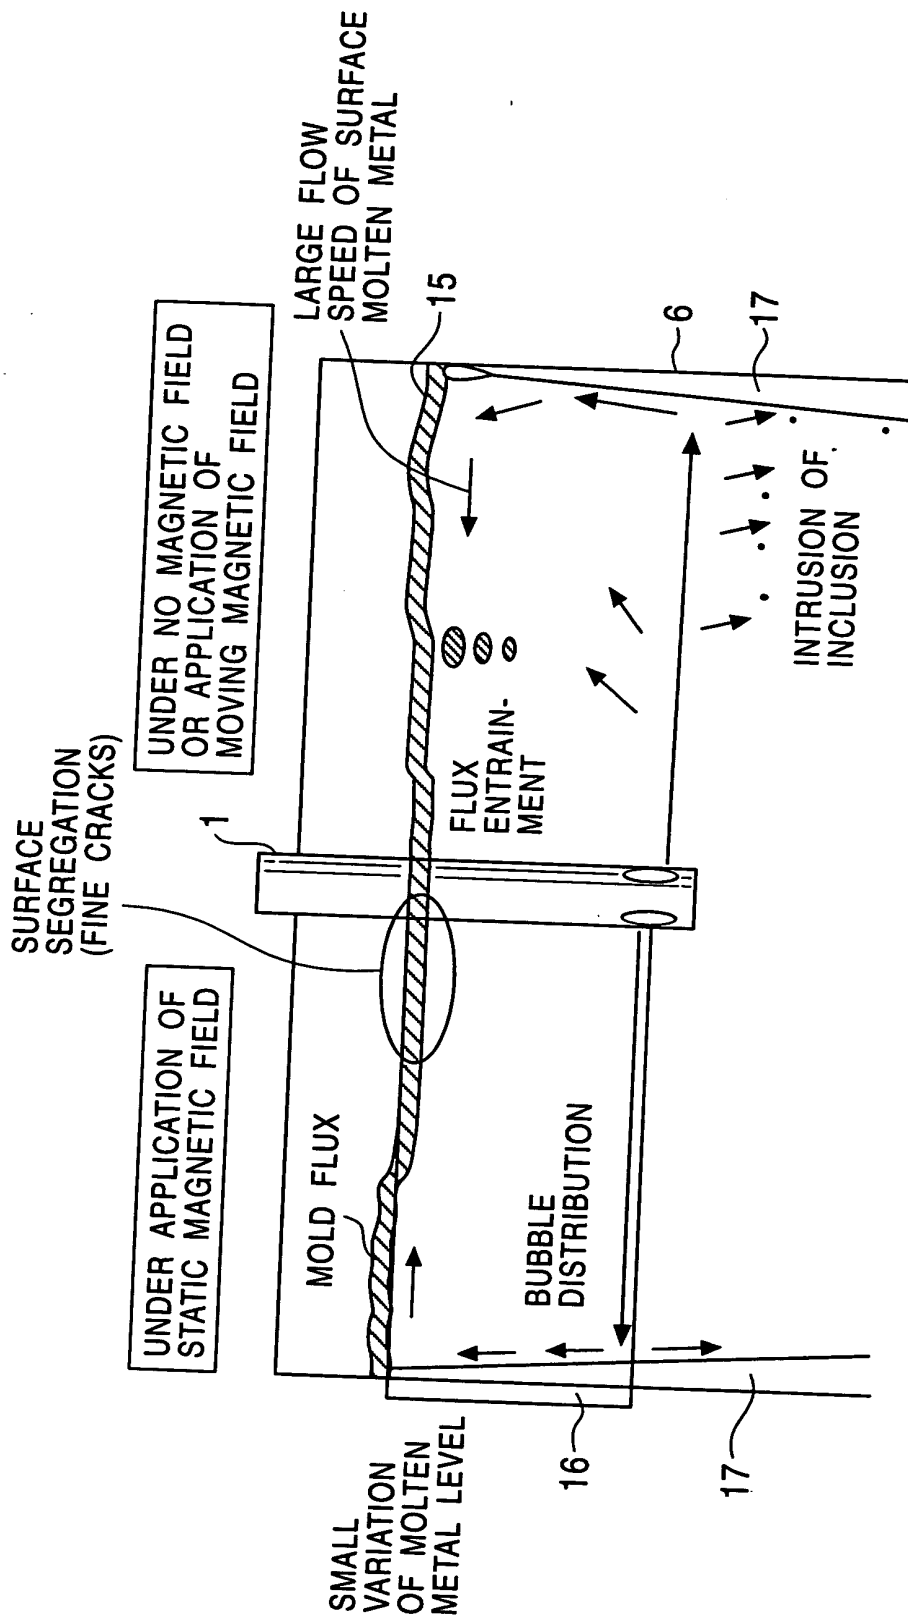 SURFACE
SEGREGATION
(FINE CRACKS)
UNDER APPLICATION OF
STATIC MAGNETIC FIELD
UNDER NO MAGNETIC FIELD
OR APPLICATION OF
MOVING MAGNETIC FIELD
LARGE FLOW
SPEED OF SURFACE
MOLTEN METAL
1
15
MOLD FLUX
SMALL
VARIATION
OF MOLTEN
METAL LEVEL
FLUX
ENTRAIN-
MENT
BUBBLE
DISTRIBUTION
6
17
16
17
INTRUSION OF
INCLUSION